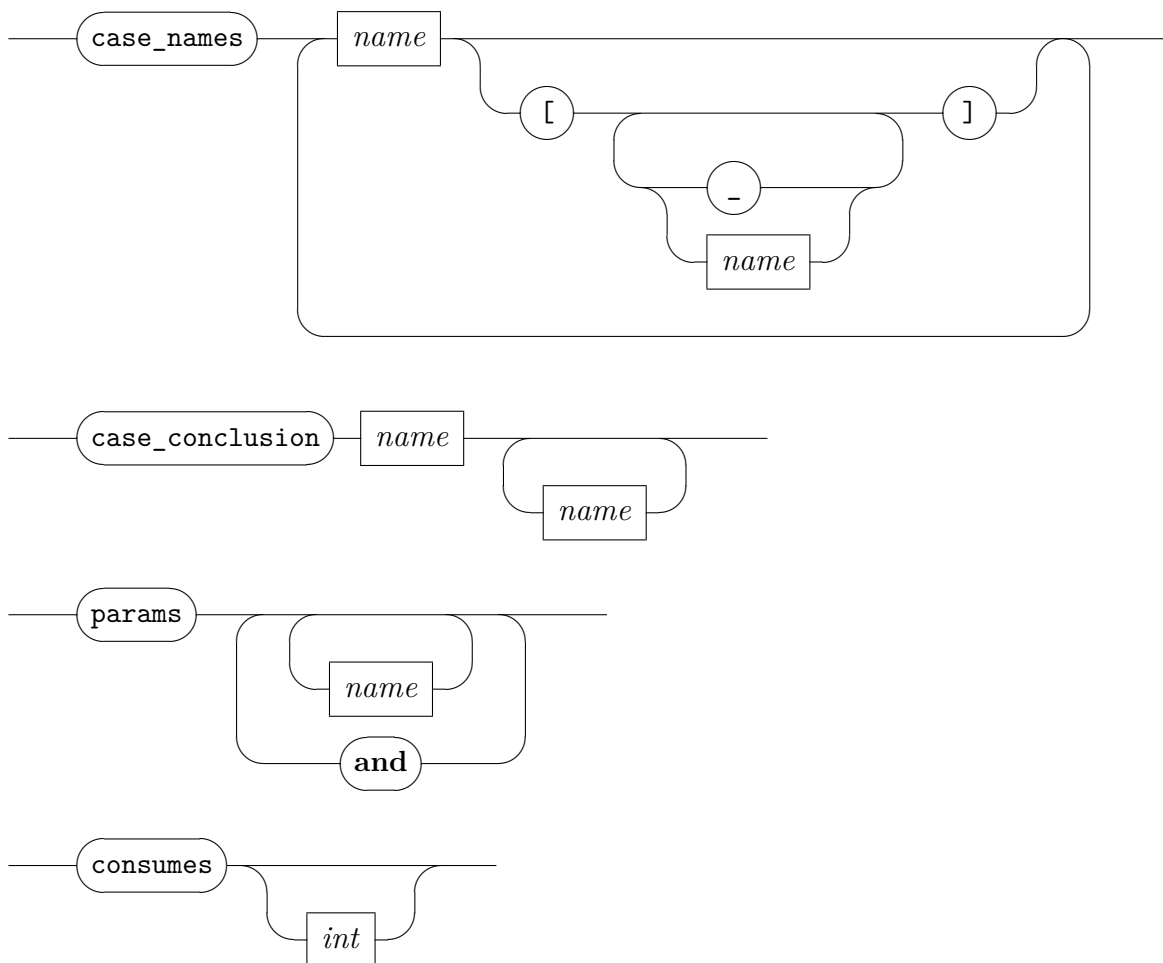 case_names name
[ ]
_
name
case_conclusion name
name
params
name
and
consumes
int